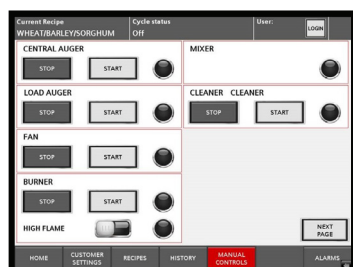 Current Recipe
Cycle status
User:
LOGIN
WHEAT/BARLEY/SORGHUM
Off
CENTRAL AUGER
STOP
START
MIXER
LOAD AUGER
STOP
START
CLEANER CLEANER
STOP
START
FAN
STOP
START
BURNER
STOP
START
HIGH FLAME
NEXT
PAGE
HOME
CUSTOMER
SETTINGS
RECIPES
HISTORY
MANUAL
CONTROLS
ALARMS